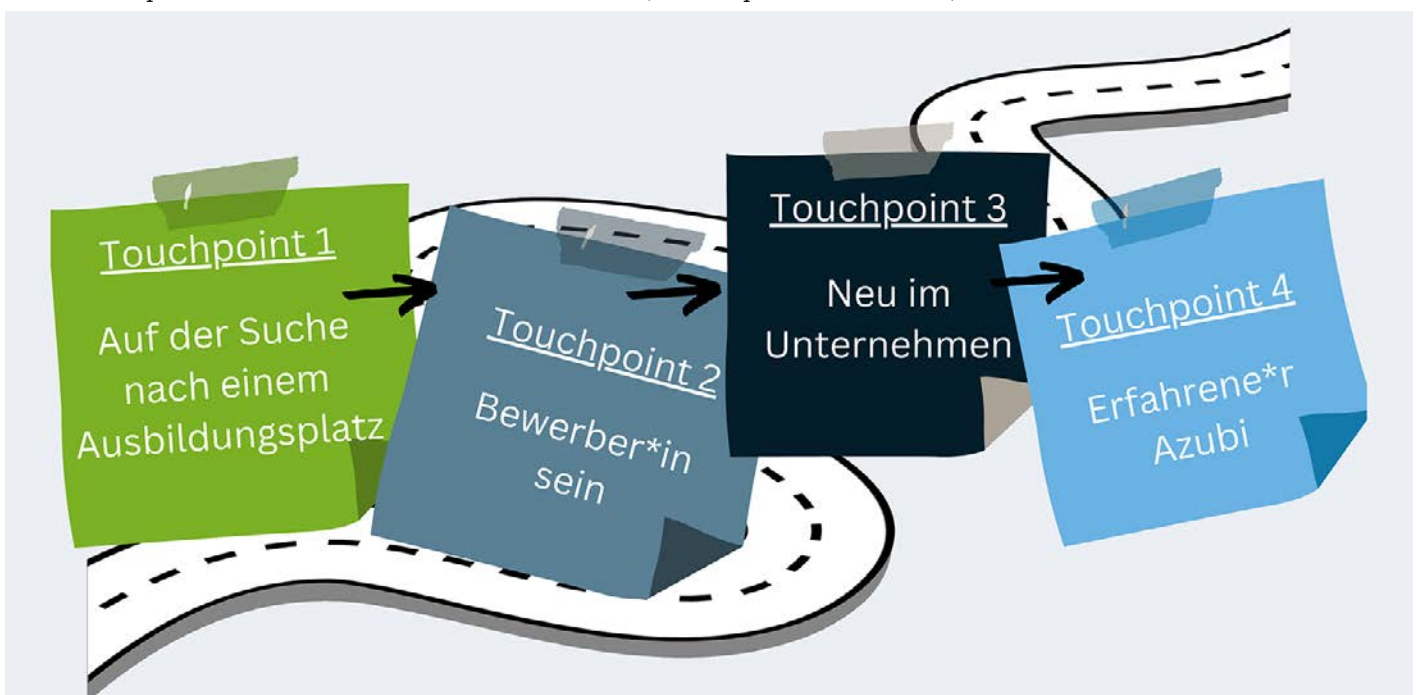 Touchpoint 1
Auf der Suche
nach einem
Ausbildungsplatz
Touchpoint 2
Bewerber*in
sein
Touchpoint 3
Neu im
Unternehmen
Touchpoint 4
Erfahrene*r
Azubi